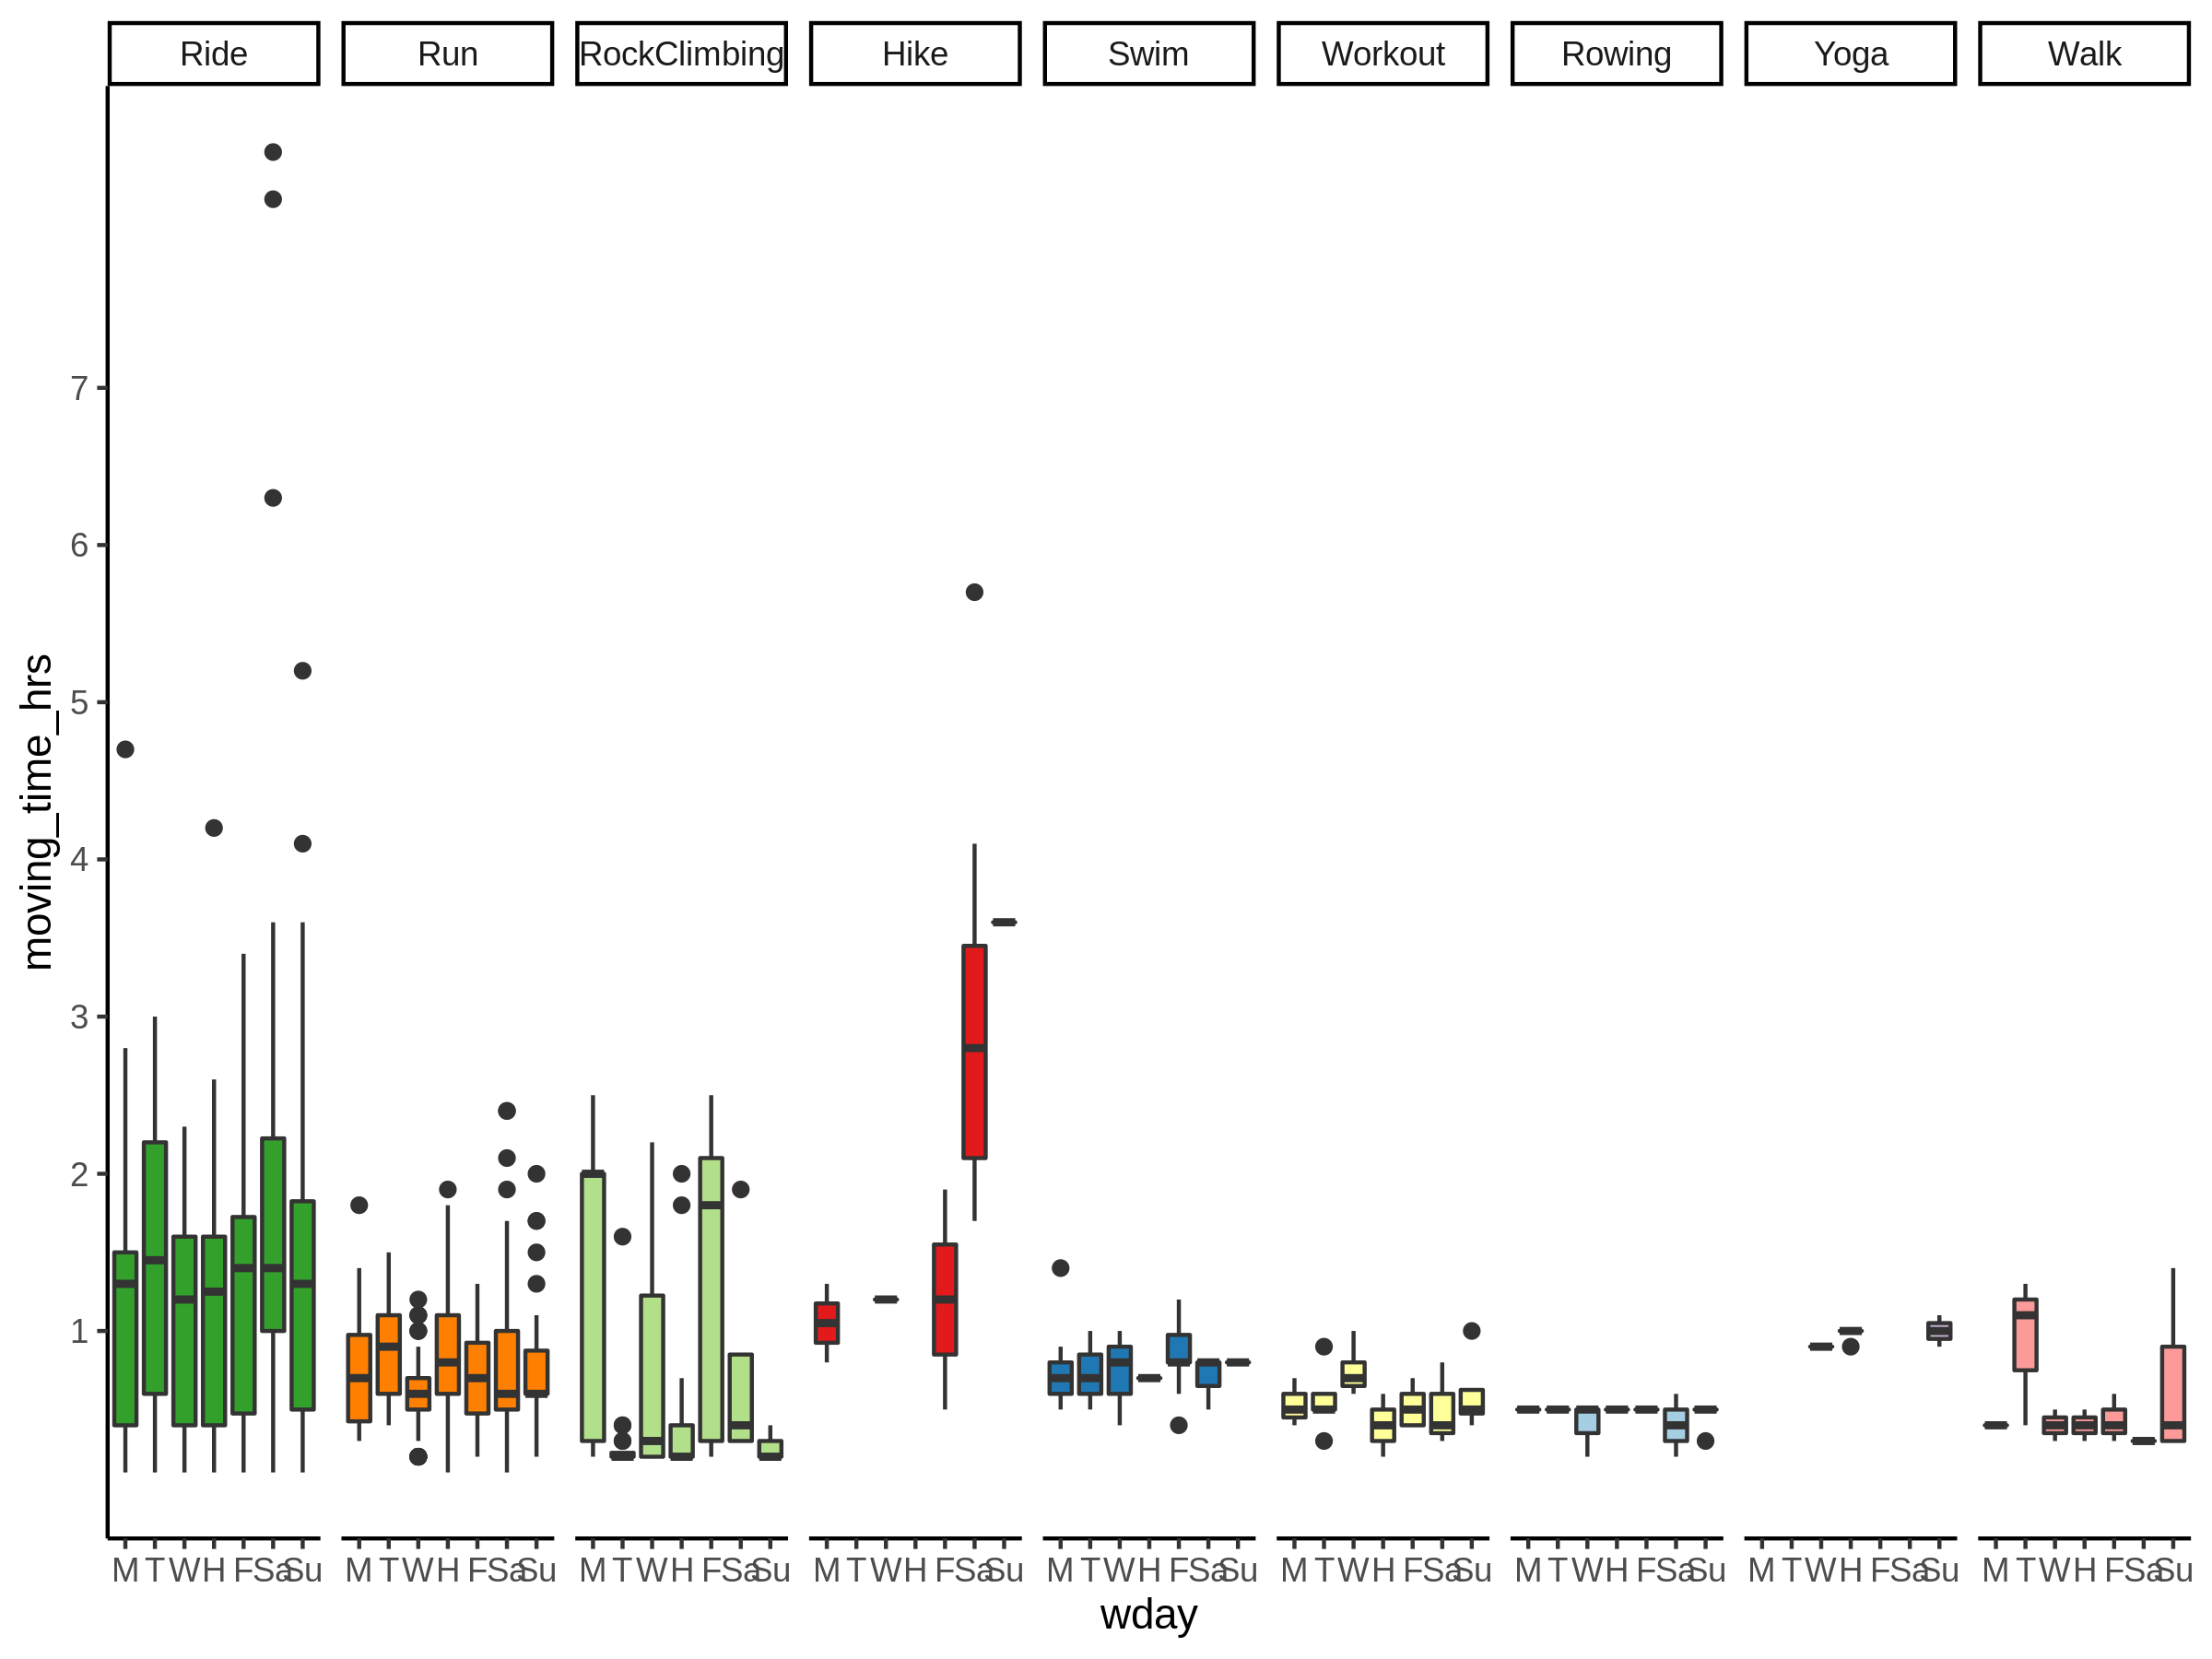 Ride Run RockClimbing Hike Swim Workout Rowing Yoga Walk
7
6
5
4
3
2
1
moving_time_hrs
M T W H F Sa Su M T W H F Sa Su M T W H F Sa Su M T W H F Sa Su M T W H F Sa Su M T W H F Sa Su M T W H F Sa Su M T W H F Sa Su M T W H F Sa Su
wday